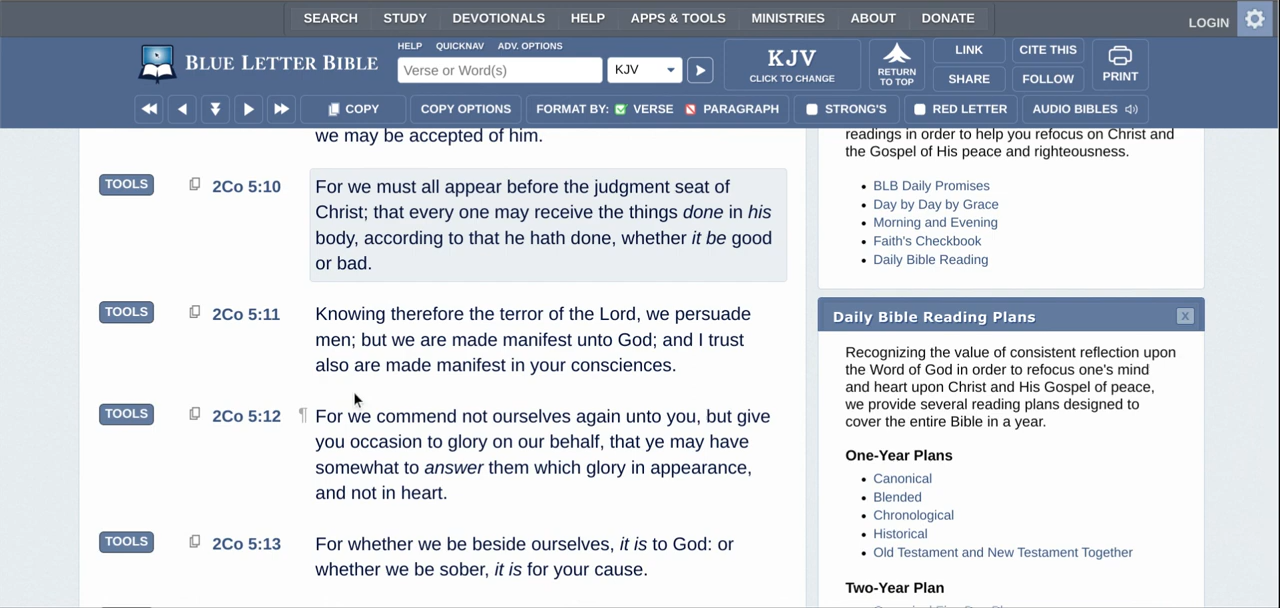 SEARCH STUDY DEVOTIONALS HELP APPS & TOOLS MINISTRIES ABOUT DONATE LOGIN
BLUE LETTER BIBLE
HELP QUICKNAV ADV. OPTIONS
Verse or Word(s) KJV
KJV
CLICK TO CHANGE
RETURN
TO TOP
LINK CITE THIS
SHARE FOLLOW
PRINT
COPY COPY OPTIONS FORMAT BY: VERSE PARAGRAPH STRONG'S RED LETTER AUDIO BIBLES
we may be accepted of him.
TOOLS 2Co 5:10 For we must all appear before the judgment seat of
Christ; that every one may receive the things done in his
body, according to that he hath done, whether it be good
or bad.
TOOLS 2Co 5:11 Knowing therefore the terror of the Lord, we persuade
men; but we are made manifest unto God; and I trust
also are made manifest in your consciences.
TOOLS 2Co 5:12 ¶ For we commend not ourselves again unto you, but give
you occasion to glory on our behalf, that ye may have
somewhat to answer them which glory in appearance,
and not in heart.
TOOLS 2Co 5:13 For whether we be beside ourselves, it is to God: or
whether we be sober, it is for your cause.
readings in order to help you refocus on Christ and
the Gospel of His peace and righteousness.
• BLB Daily Promises
• Day by Day by Grace
• Morning and Evening
• Faith's Checkbook
• Daily Bible Reading
Daily Bible Reading Plans X
Recognizing the value of consistent reflection upon
the Word of God in order to refocus one's mind
and heart upon Christ and His Gospel of peace,
we provide several reading plans designed to
cover the entire Bible in a year.
One-Year Plans
• Canonical
• Blended
• Chronological
• Historical
• Old Testament and New Testament Together
Two-Year Plan